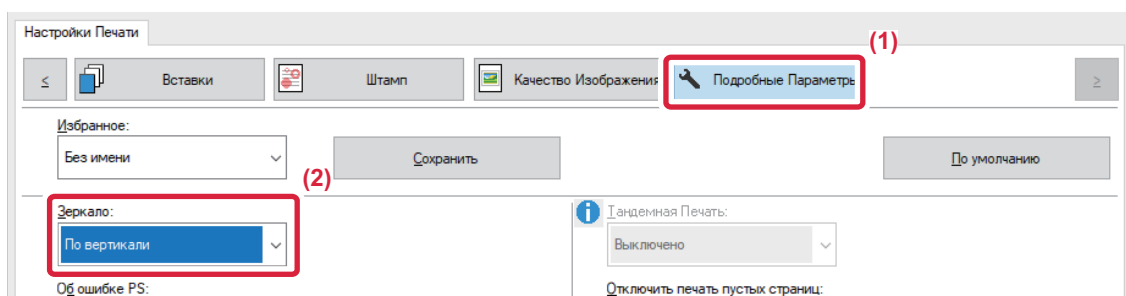 Настройки Печати
(1)
≤ Вставки Штамп Качество Изображения Подробные Параметры ≥
Избранное:
Без имени Сохранить По умолчанию
(2)
Зеркало: Тандемная Печать:
По вертикали Выключено
Об ошибке PS: Отключить печать пустых страниц: